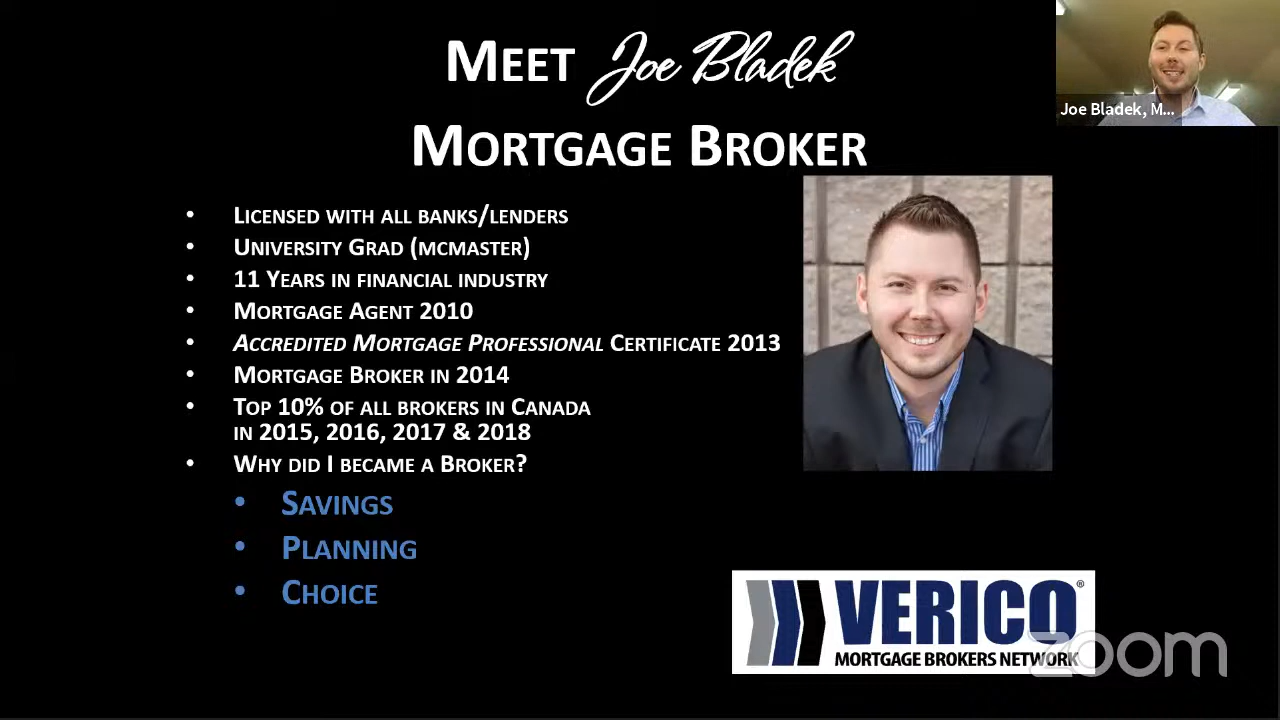 Meet Joe Bladek
Mortgage Broker
Joe Bladek, M...
• Licensed with all banks/lenders
• University Grad (mcmaster)
• 11 Years in financial industry
• Mortgage Agent 2010
• Accredited Mortgage Professional Certificate 2013
• Mortgage Broker in 2014
• Top 10% of all brokers in Canada
in 2015, 2016, 2017 & 2018
• Why did I became a Broker?
• Savings
• Planning
• Choice
VERICO®
MORTGAGE BROKERS NETWORK
zoom